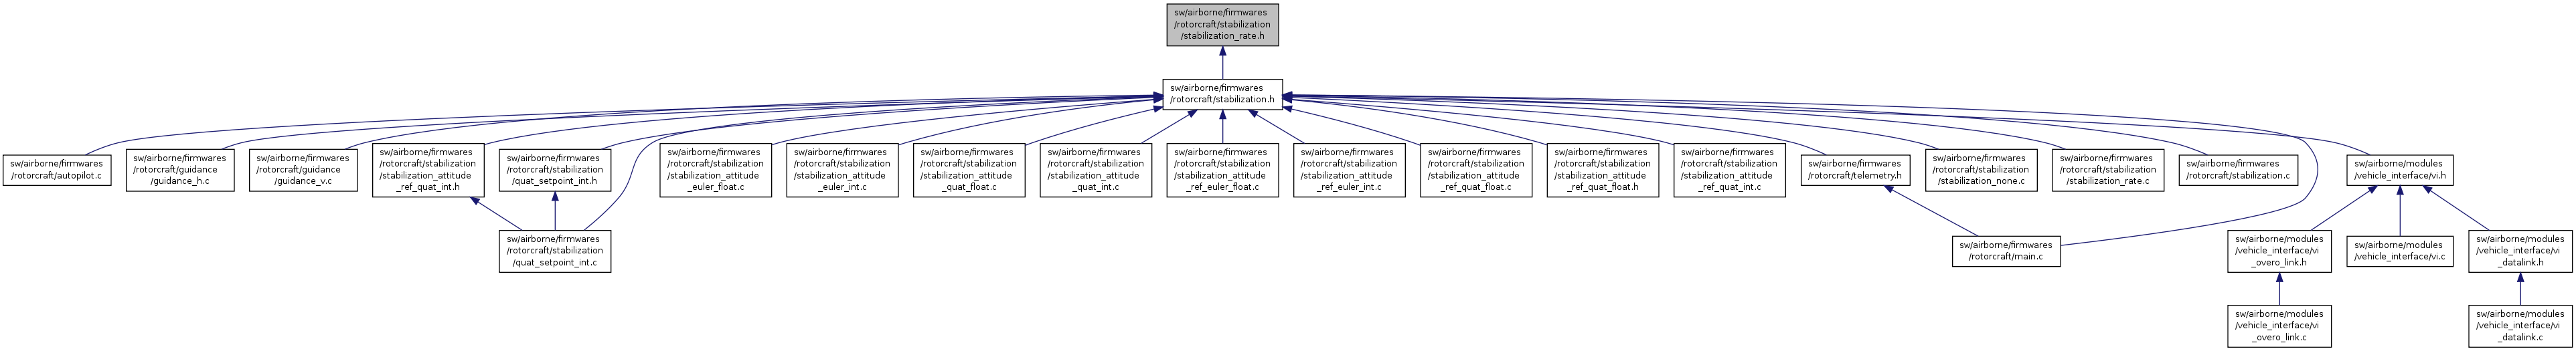 sw/airborne/firmwares
/rotorcraft/stabilization
/stabilization_rate.h
sw/airborne/firmwares
/rotorcraft/stabilization.h
sw/airborne/firmwares
/rotorcraft/autopilot.c
sw/airborne/firmwares
/rotorcraft/guidance
/guidance_h.c
sw/airborne/firmwares
/rotorcraft/guidance
/guidance_v.c
sw/airborne/firmwares
/rotorcraft/stabilization
/stabilization_attitude
_ref_quat_int.h
sw/airborne/firmwares
/rotorcraft/stabilization
/quat_setpoint_int.h
sw/airborne/firmwares
/rotorcraft/stabilization
/stabilization_attitude
_euler_float.c
sw/airborne/firmwares
/rotorcraft/stabilization
/stabilization_attitude
_euler_int.c
sw/airborne/firmwares
/rotorcraft/stabilization
/stabilization_attitude
_quat_float.c
sw/airborne/firmwares
/rotorcraft/stabilization
/stabilization_attitude
_quat_int.c
sw/airborne/firmwares
/rotorcraft/stabilization
/stabilization_attitude
_ref_euler_float.c
sw/airborne/firmwares
/rotorcraft/stabilization
/stabilization_attitude
_ref_euler_int.c
sw/airborne/firmwares
/rotorcraft/stabilization
/stabilization_attitude
_ref_quat_float.c
sw/airborne/firmwares
/rotorcraft/stabilization
/stabilization_attitude
_ref_quat_float.h
sw/airborne/firmwares
/rotorcraft/stabilization
/stabilization_attitude
_ref_quat_int.c
sw/airborne/firmwares
/rotorcraft/telemetry.h
sw/airborne/firmwares
/rotorcraft/stabilization
/stabilization_none.c
sw/airborne/firmwares
/rotorcraft/stabilization
/stabilization_rate.c
sw/airborne/firmwares
/rotorcraft/stabilization.c
sw/airborne/modules
/vehicle_interface/vi.h
sw/airborne/firmwares
/rotorcraft/stabilization
/quat_setpoint_int.c
sw/airborne/firmwares
/rotorcraft/main.c
sw/airborne/modules
/vehicle_interface/vi
_overo_link.h
sw/airborne/modules
/vehicle_interface/vi.c
sw/airborne/modules
/vehicle_interface/vi
_datalink.h
sw/airborne/modules
/vehicle_interface/vi
_overo_link.c
sw/airborne/modules
/vehicle_interface/vi
_datalink.c